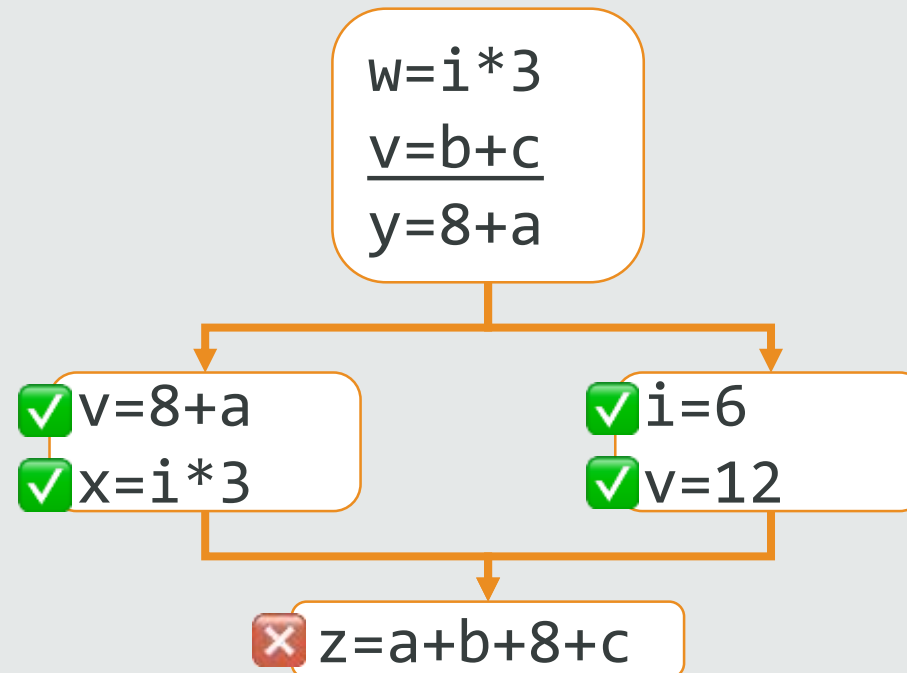 w=i*3
v=b+c
y=8+a
v=8+a
x=i*3
i=6
v=12
z=a+b+8+c